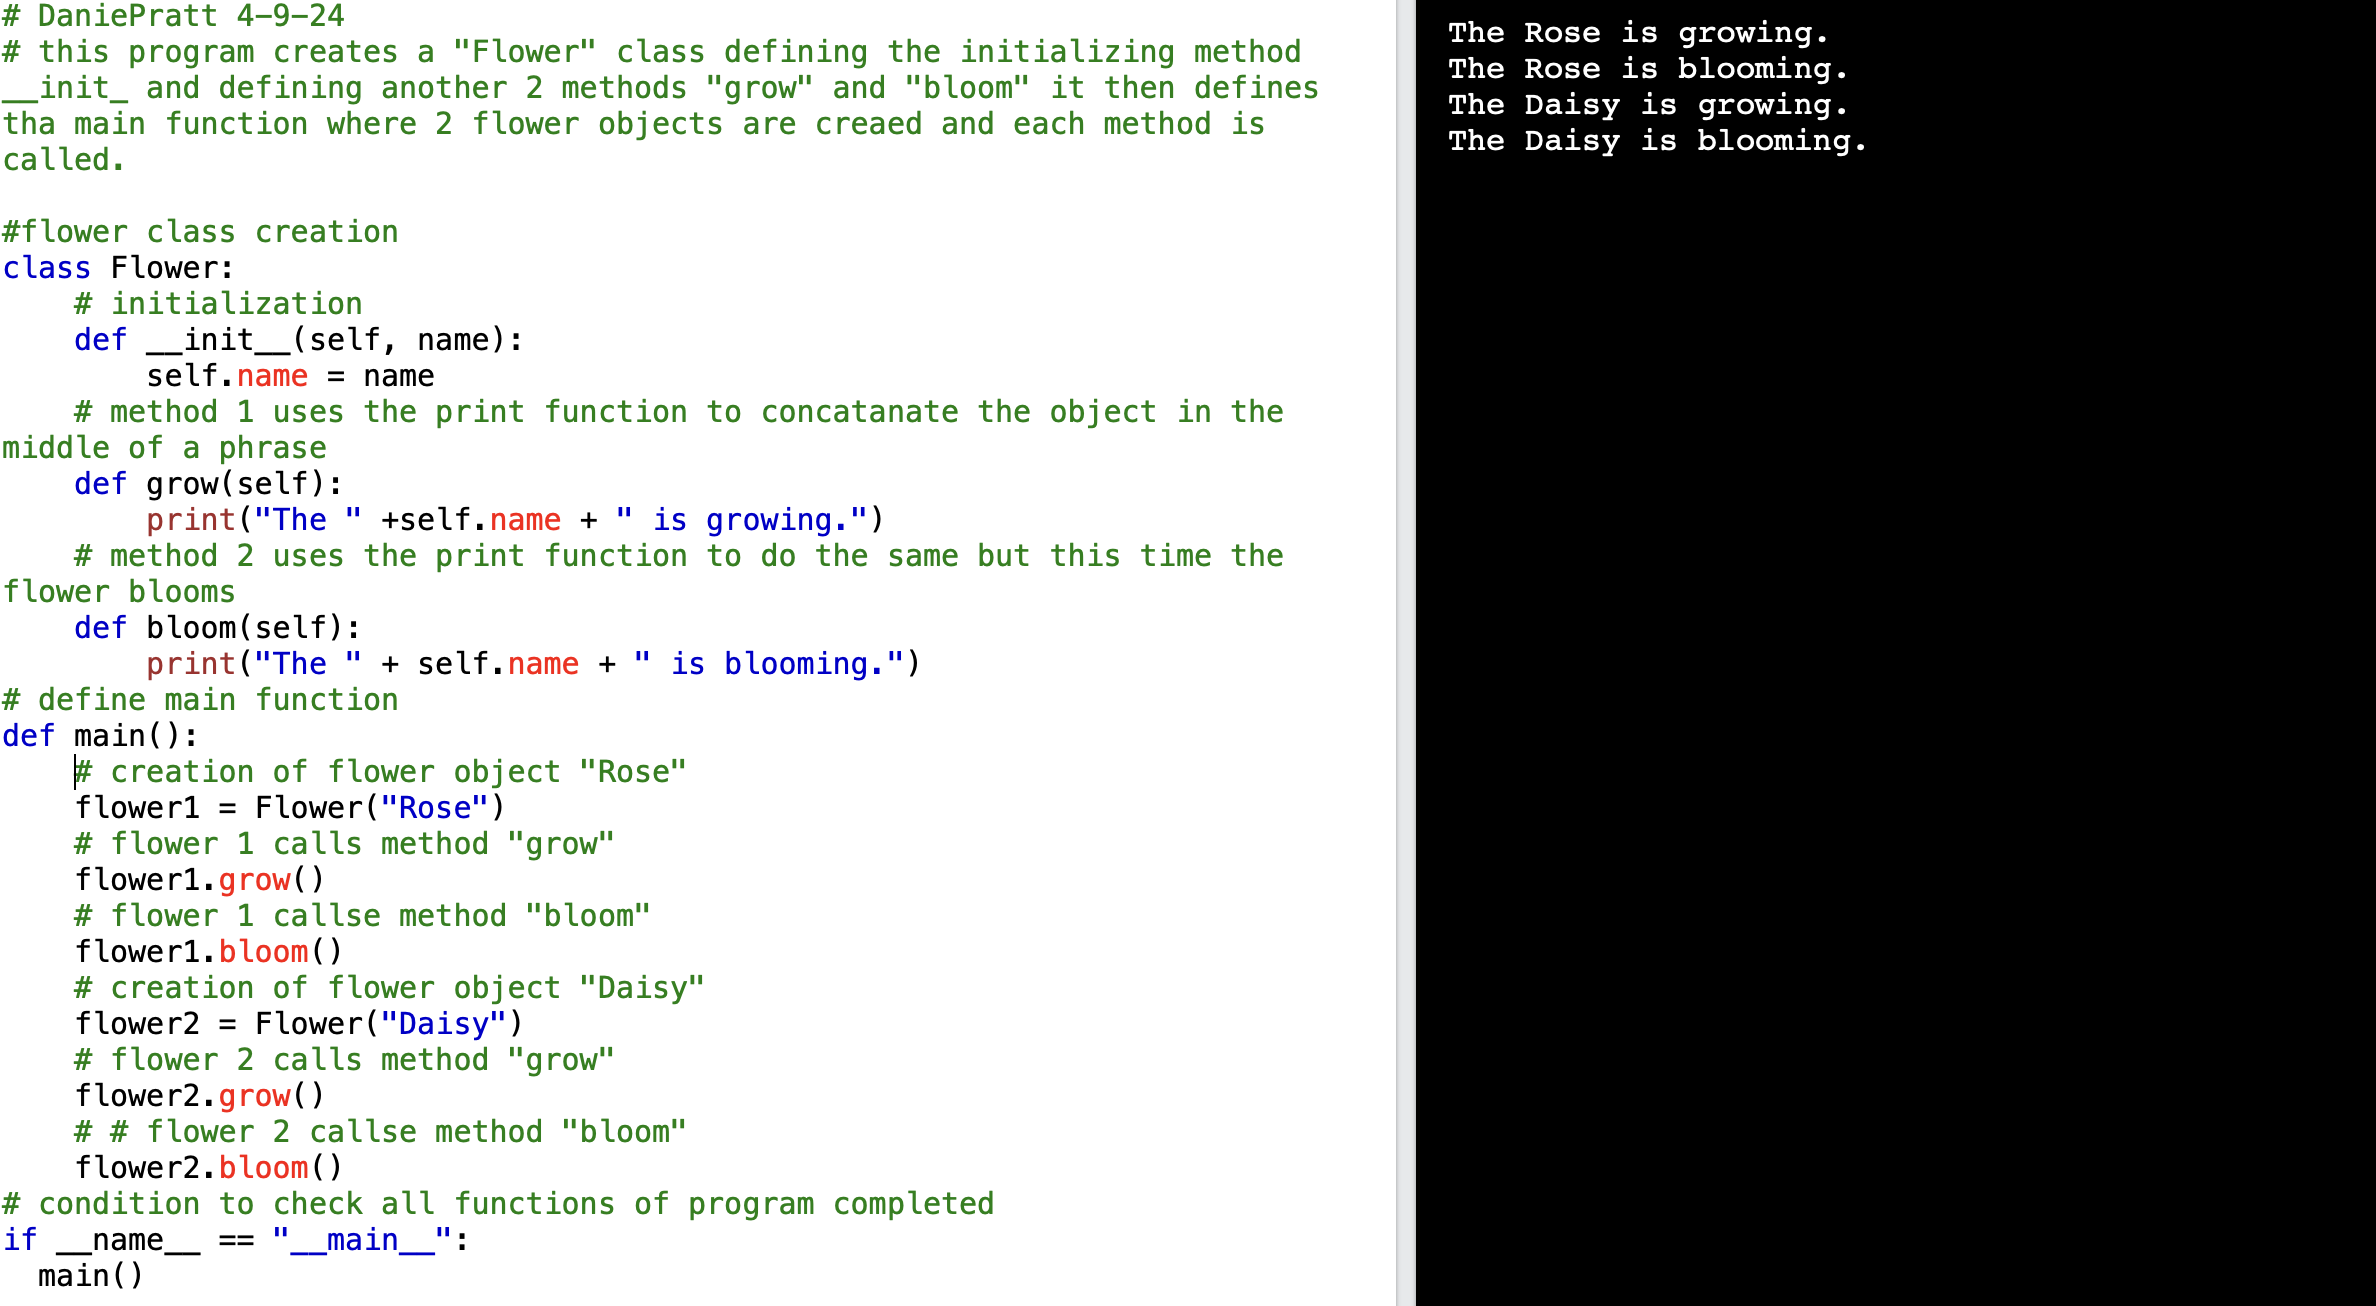 # DaniePratt 4-9-24
# this program creates a "Flower" class defining the initializing method
__init_ and defining another 2 methods "grow" and "bloom" it then defines
tha main function where 2 flower objects are creaed and each method is
called.
#flower class creation
class Flower:
    # initialization
    def __init__(self, name):
        self.name = name
    # method 1 uses the print function to concatanate the object in the
middle of a phrase
    def grow(self):
        print("The " +self.name + " is growing.")
    # method 2 uses the print function to do the same but this time the
flower blooms
    def bloom(self):
        print("The " + self.name + " is blooming.")
# define main function
def main():
    # creation of flower object "Rose"
    flower1 = Flower("Rose")
    # flower 1 calls method "grow"
    flower1.grow()
    # flower 1 callse method "bloom"
    flower1.bloom()
    # creation of flower object "Daisy"
    flower2 = Flower("Daisy")
    # flower 2 calls method "grow"
    flower2.grow()
    # # flower 2 callse method "bloom"
    flower2.bloom()
# condition to check all functions of program completed
if __name__ == "__main__":
  main()
The Rose is growing.
The Rose is blooming.
The Daisy is growing.
The Daisy is blooming.